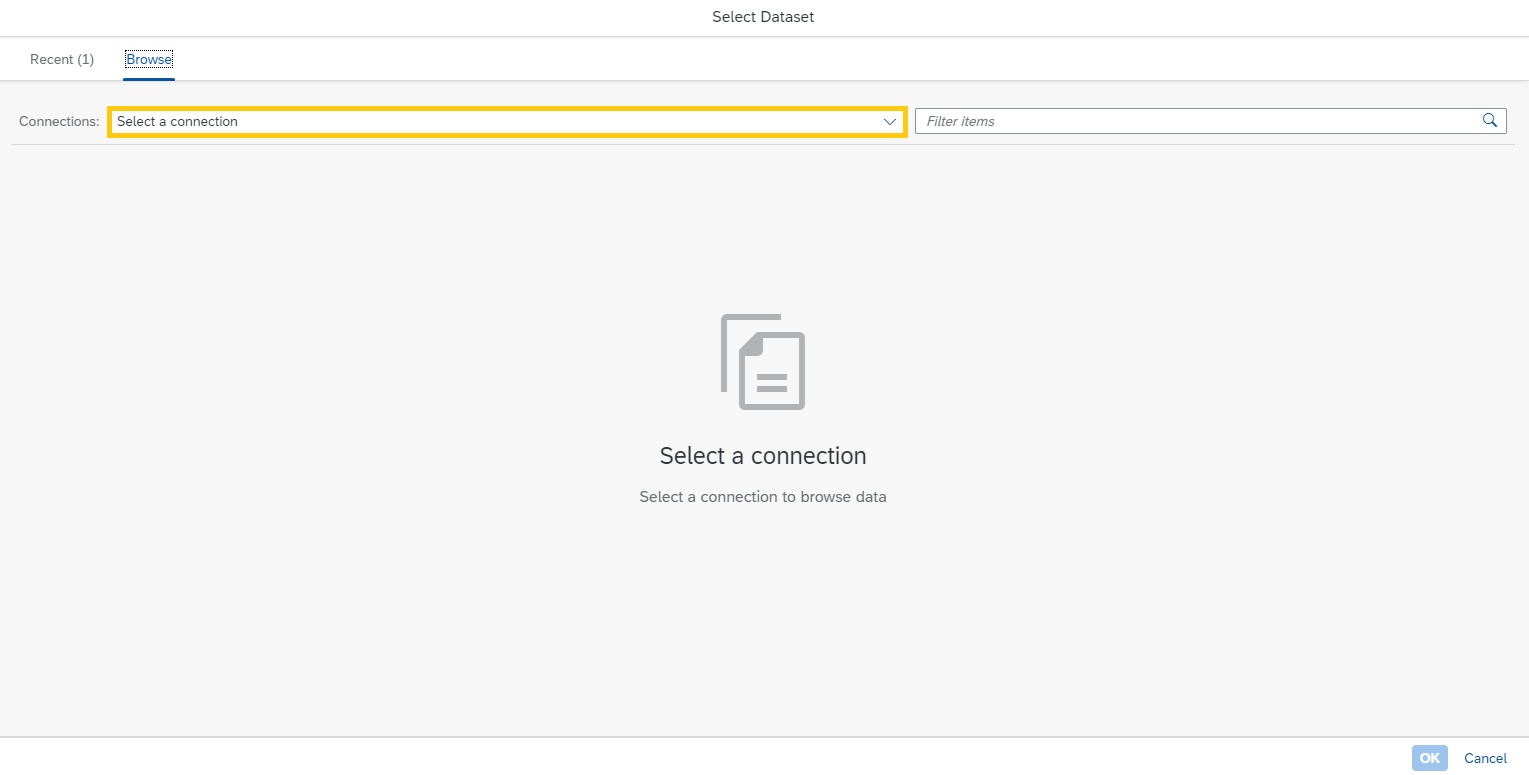 Select Dataset
Recent (1) Browse
Connections: Select a connection Filter items
Select a connection
Select a connection to browse data
OK Cancel